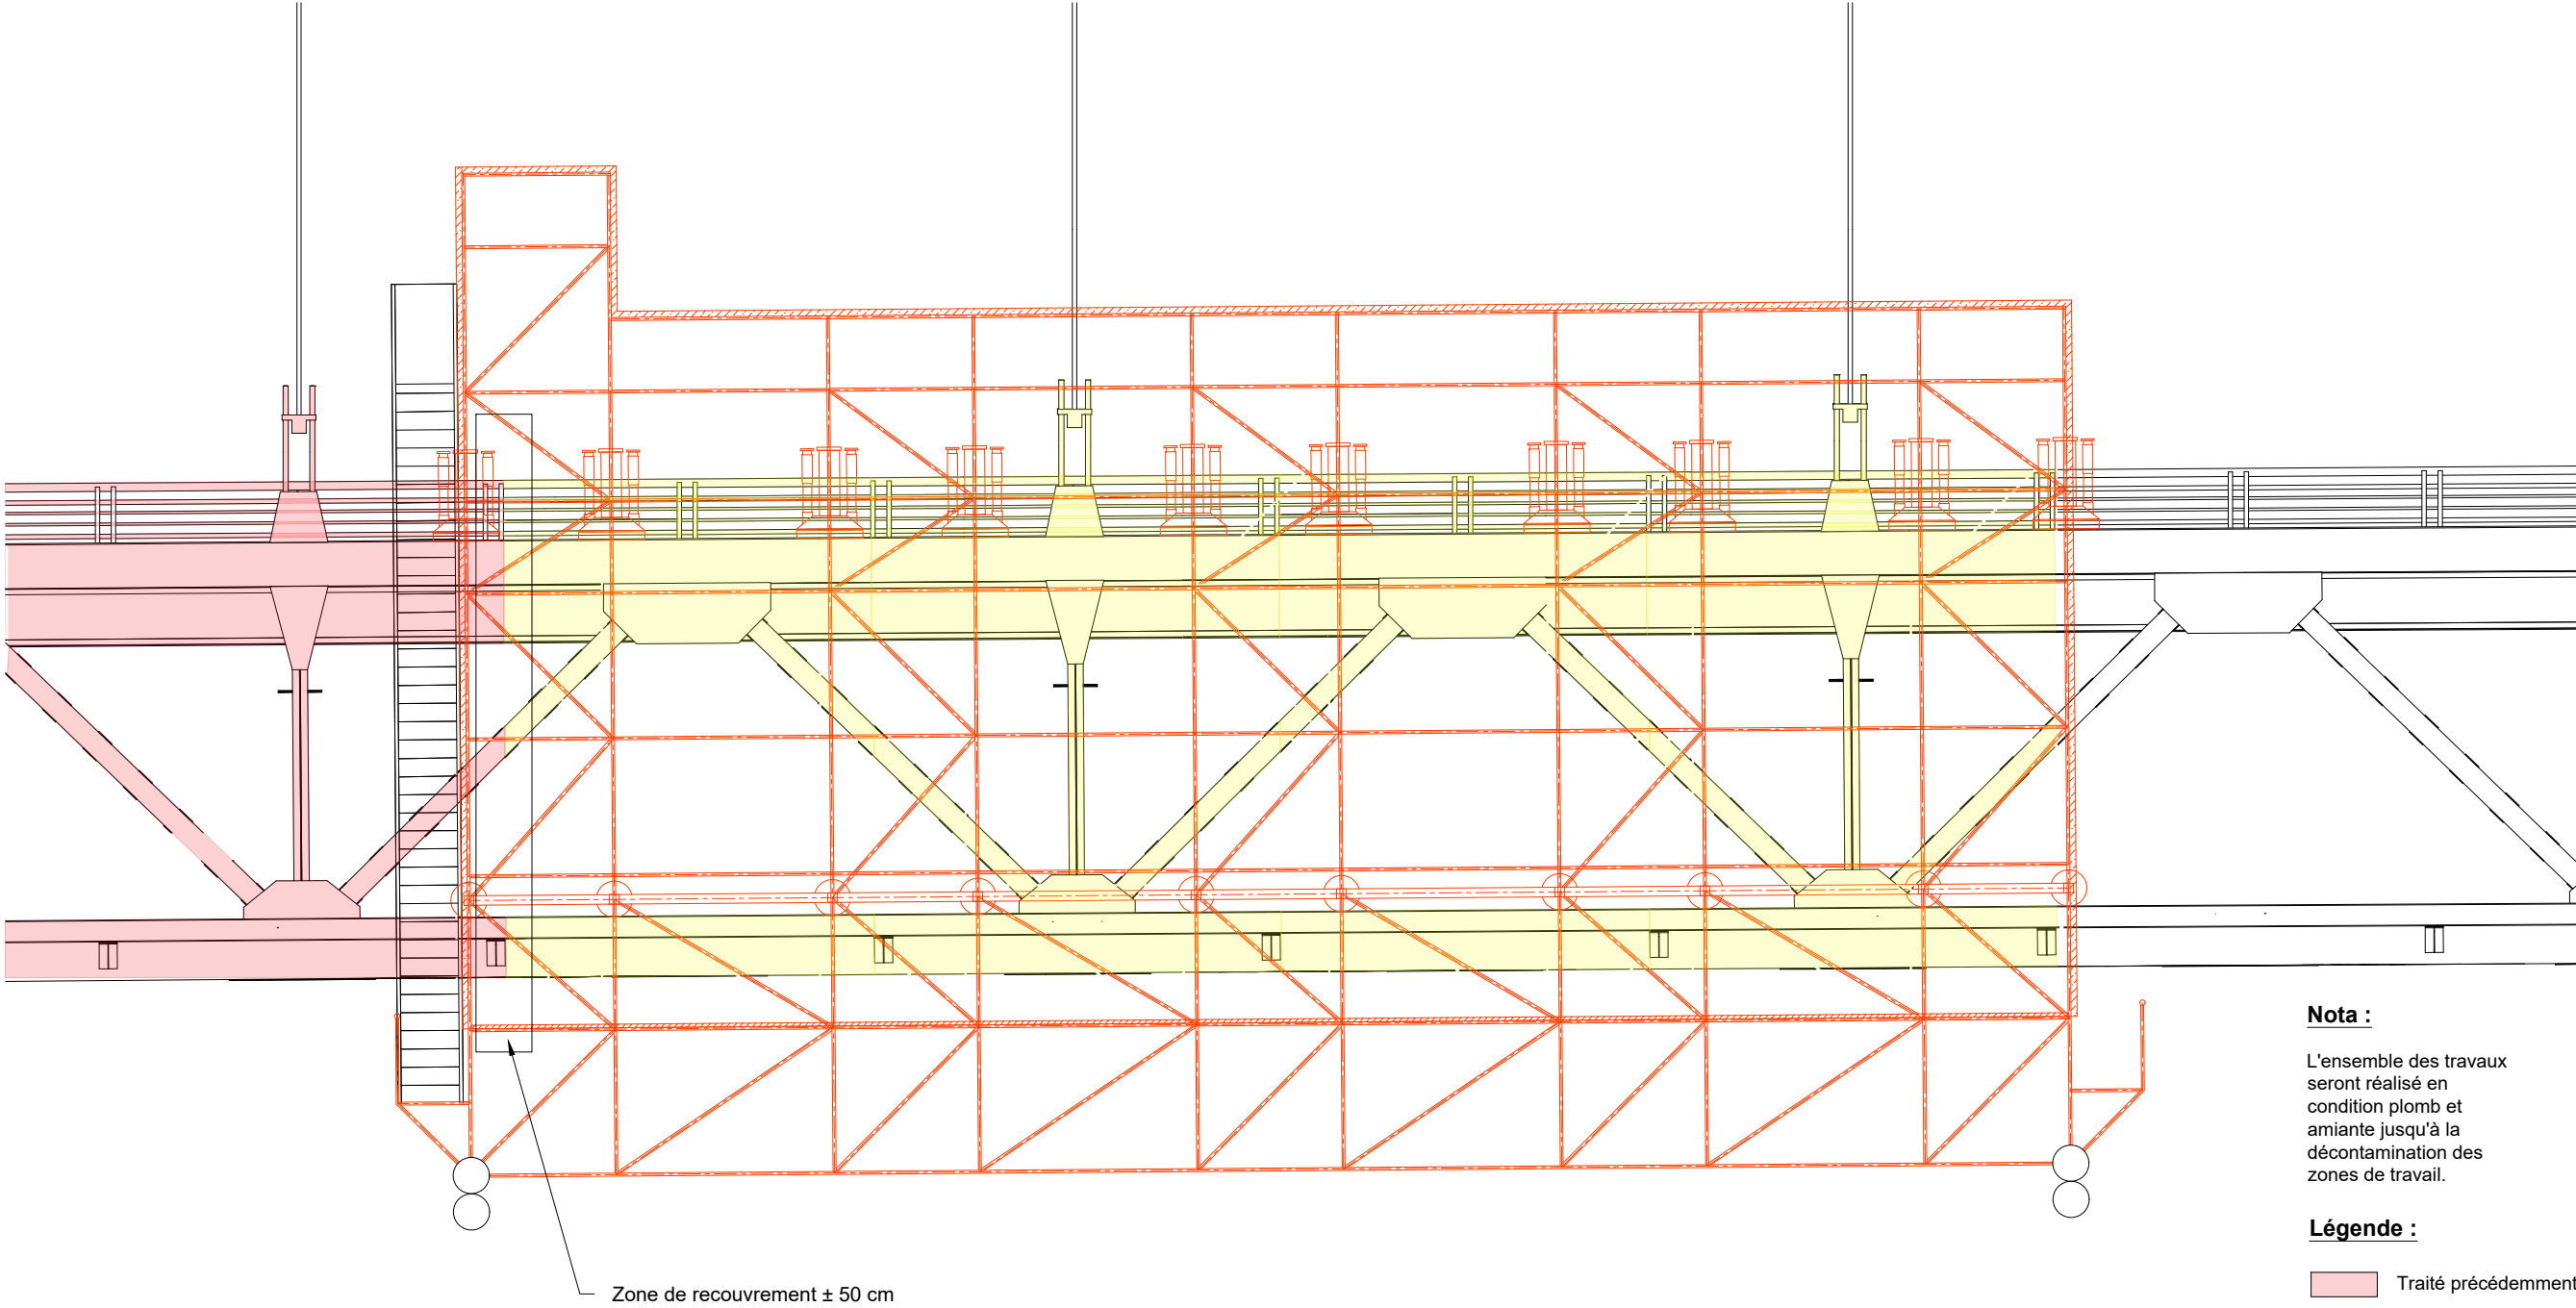 Nota :
L'ensemble des travaux
seront réalisé en
condition plomb et
amiante jusqu'à la
décontamination des
zones de travail.
Légende :
Traité précédemment
Zone de recouvrement ± 50 cm